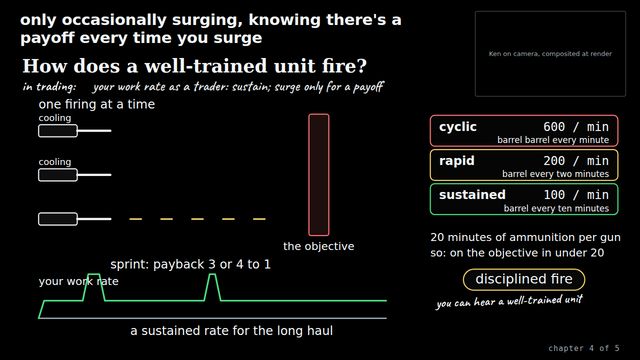 only occasionally surging, knowing there's a
payoff every time you surge
Ken on camera, composited at render
How does a well-trained unit fire?
in trading: your work rate as a trader: sustain; surge only for a payoff
one firing at a time
cooling
cooling
the objective
cyclic 600 / min
barrel barrel every minute
rapid 200 / min
barrel every two minutes
sustained 100 / min
barrel every ten minutes
20 minutes of ammunition per gun
so: on the objective in under 20
disciplined fire
you can hear a well-trained unit
sprint: payback 3 or 4 to 1
your work rate
a sustained rate for the long haul
chapter 4 of 5